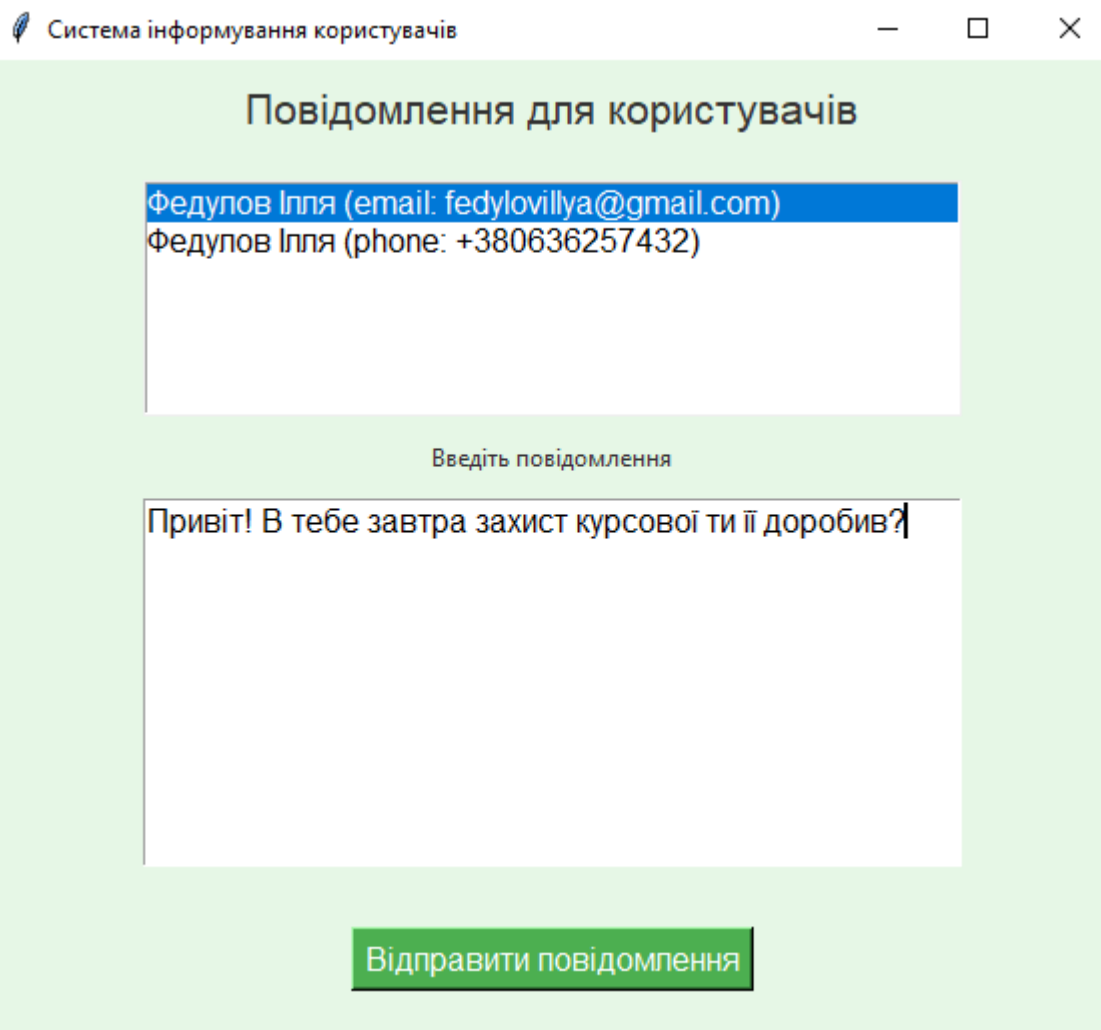 Система інформування користувачів
Повідомлення для користувачів
Федулов Ілля (email: fedylovillya@gmail.com)
Федулов Ілля (phone: +380636257432)
Введіть повідомлення
Привіт! В тебе завтра захист курсової ти її доробив?
Відправити повідомлення